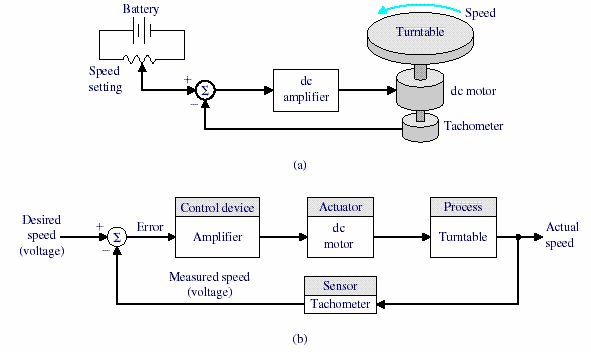 Battery
Speed
Turntable
Speed
setting
+
Σ
−
dc
amplifier
dc motor
Tachometer
(a)
Desired
speed
(voltage)
+
Σ
−
Error
Control device
Amplifier
Actuator
dc
motor
Process
Turntable
Actual
speed
Measured speed
(voltage)
Sensor
Tachometer
(b)